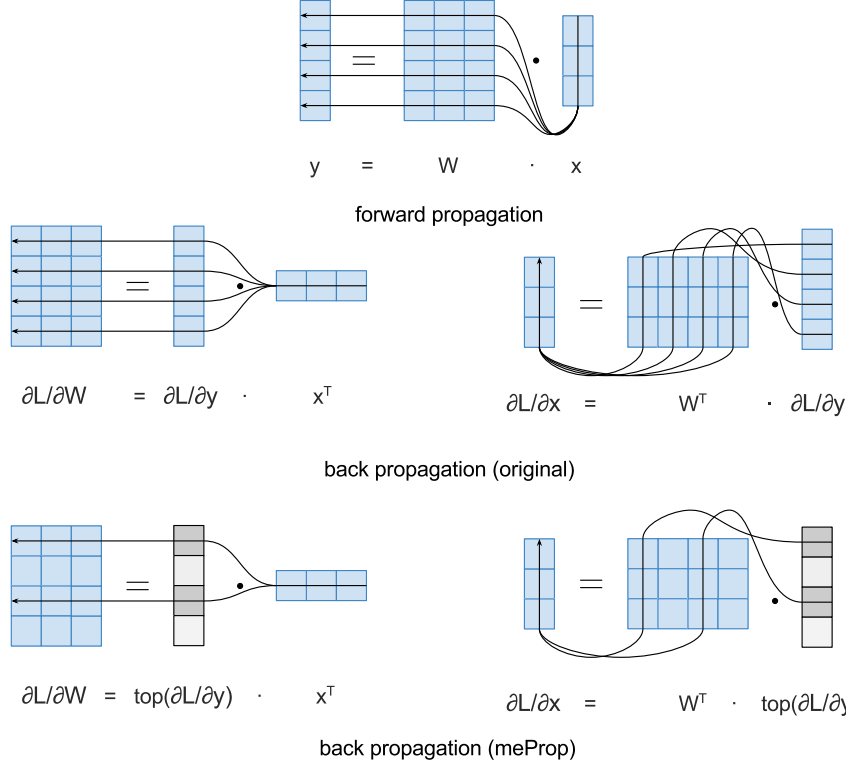 y = W · x
forward propagation
∂L/∂W = ∂L/∂y · xᵀ
∂L/∂x = Wᵀ · ∂L/∂y
back propagation (original)
∂L/∂W = top(∂L/∂y) · xᵀ
∂L/∂x = Wᵀ · top(∂L/∂y
back propagation (meProp)